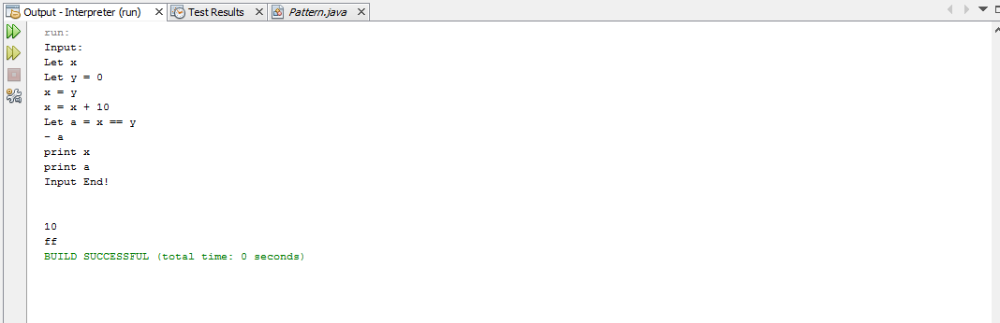 Output - Interpreter (run) Test Results Pattern.java
run:
Input:
Let x
Let y = 0
x = y
x = x + 10
Let a = x == y
- a
print x
print a
Input End!
10
ff
BUILD SUCCESSFUL (total time: 0 seconds)